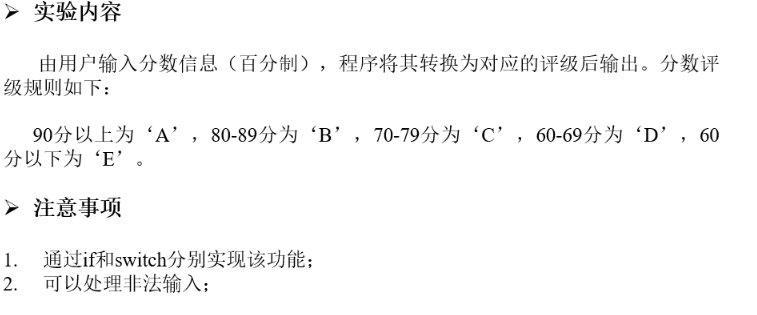 ➢ 实验内容
由用户输入分数信息（百分制），程序将其转换为对应的评级后输出。分数评
级规则如下：
90分以上为‘A’，80-89分为‘B’，70-79分为‘C’，60-69分为‘D’，60
分以下为‘E’。
➢ 注意事项
1. 通过if和switch分别实现该功能；
2. 可以处理非法输入；